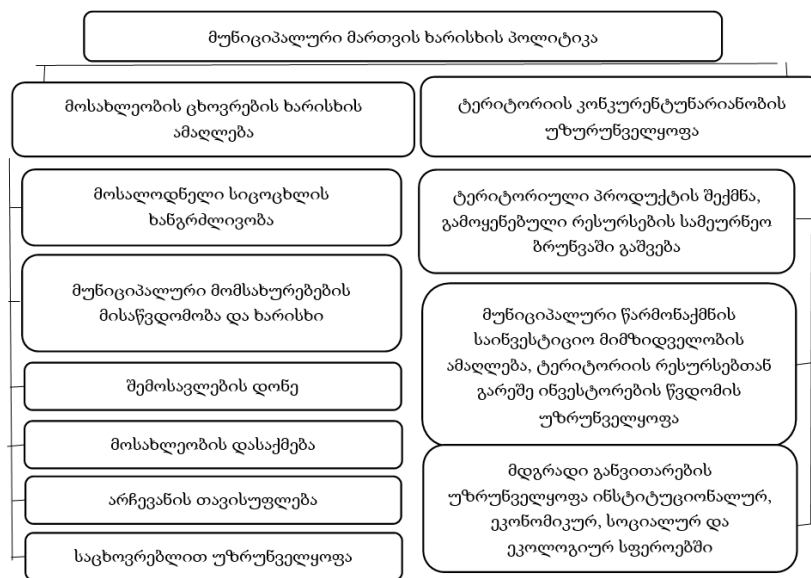 მუნიციპალური მართვის ხარისხის პოლიტიკა
მოსახლეობის ცხოვრების ხარისხის
ამაღლება
მოსალოდნელი სიცოცხლის
ხანგრძლივობა
მუნიციპალური მომსახურებების
მისაწვდომობა და ხარისხი
შემოსავლების დონე
მოსახლეობის დასაქმება
არჩევანის თავისუფლება
საცხოვრებლით უზრუნველყოფა
ტერიტორიის კონკურენტუნარიანობის
უზურუნველყოფა
ტერიტორიული პროდუქტის შექმნა,
გამოყენებული რესურსების სამეურნეო
ბრუნვაში გაშვება
მუნიციპალური წარმონაქმნის
საინვესტიციო მიმზიდველობის
ამაღლება, ტერიტორიის რესურსებთან
გარეშე ინვესტორების წვდომის
უზრუნველყოფა
მდგრადი განვითარების
უზრუნველყოფა ინსტიტუციონალურ,
ეკონომიკურ, სოციალურ და
ეკოლოგიურ სფეროებში